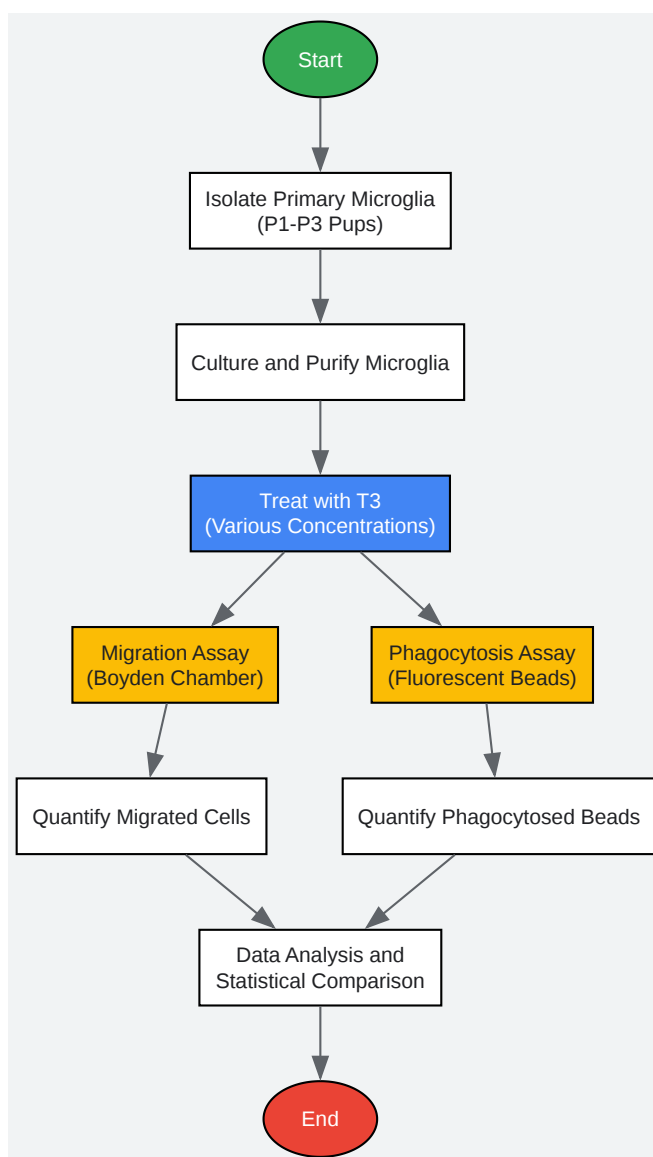 Start
Isolate Primary Microglia
(P1-P3 Pups)
Culture and Purify Microglia
Treat with T3
(Various Concentrations)
Migration Assay
(Boyden Chamber)
Phagocytosis Assay
(Fluorescent Beads)
Quantify Migrated Cells
Quantify Phagocytosed Beads
Data Analysis and
Statistical Comparison
End